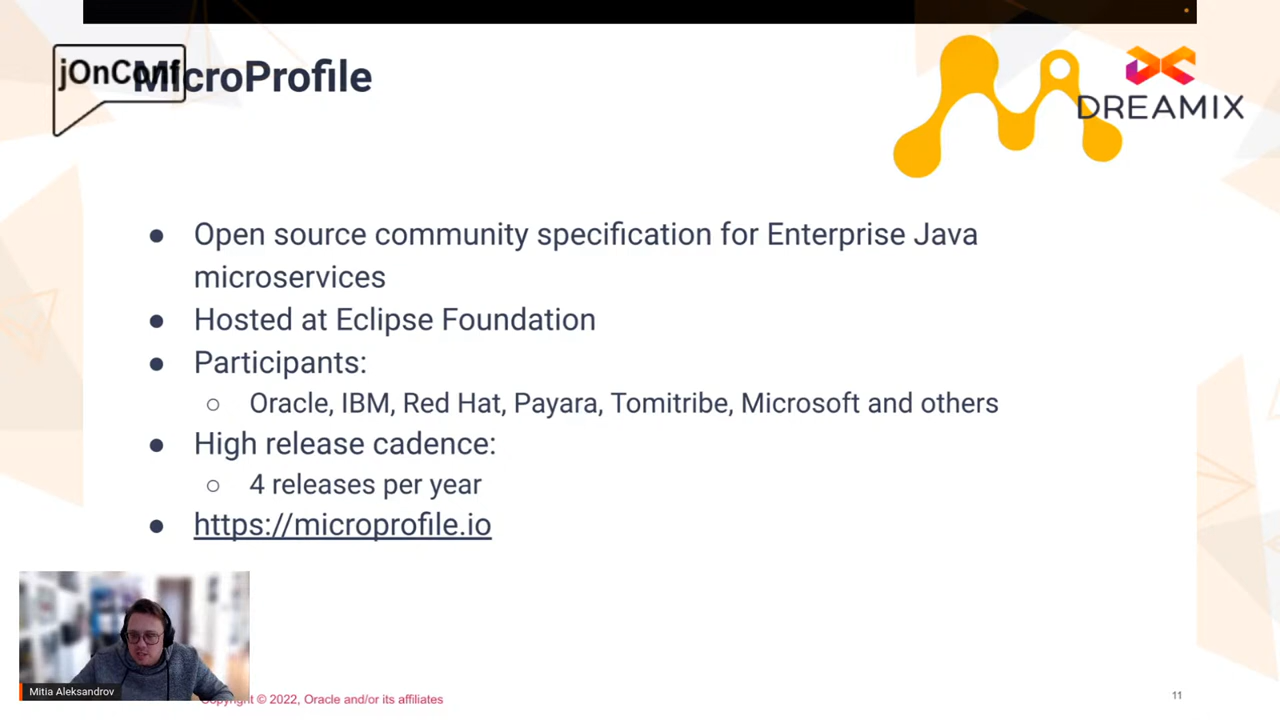 jOnConf
MicroProfile
DREAMIX
● Open source community specification for Enterprise Java
microservices
● Hosted at Eclipse Foundation
● Participants:
○ Oracle, IBM, Red Hat, Payara, Tomitribe, Microsoft and others
● High release cadence:
○ 4 releases per year
● https://microprofile.io
Mitia Aleksandrov
Copyright © 2022, Oracle and/or its affiliates
11